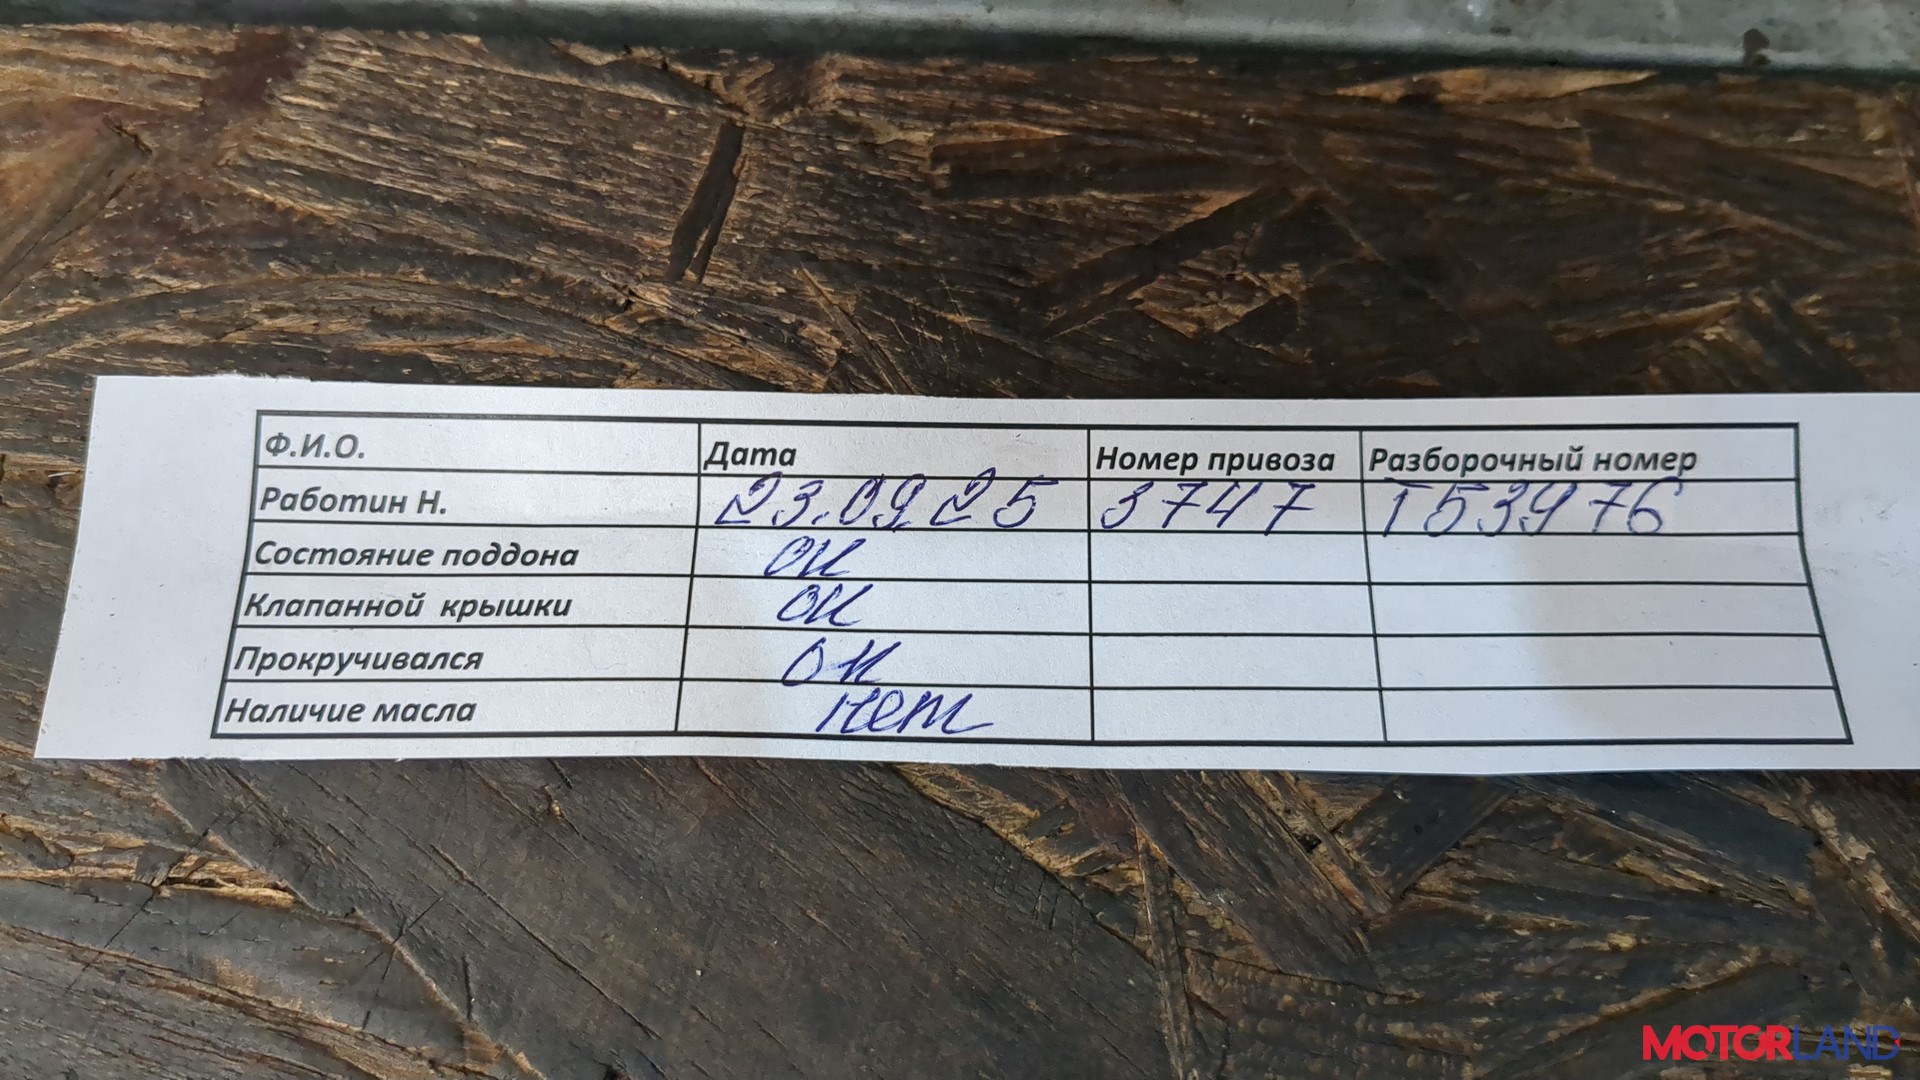 Ф.И.О. Дата Номер привоза Разборочный номер
Работин Н. 23.09.25 3747 Т53476
Состояние поддона ок
Клапанной крышки ок
Прокручивался ок
Наличие масла нет
MOTORLAND